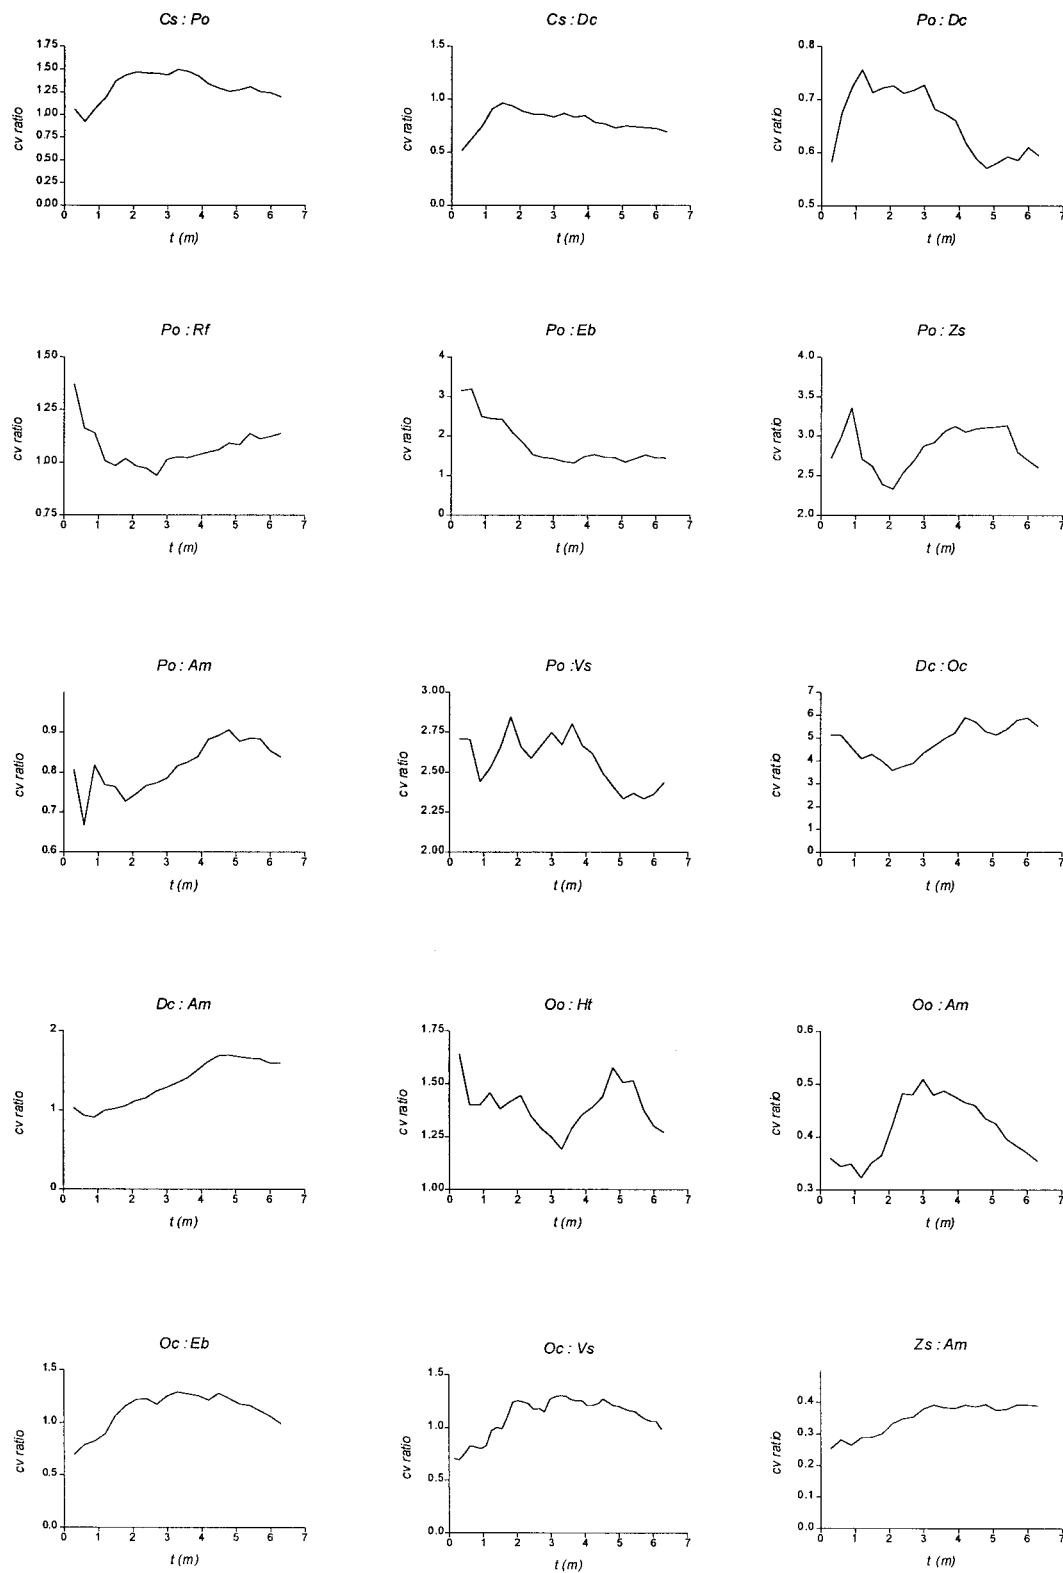 Cs : Po
Cs : Dc
Po : Dc
1.75
1.50
1.25
1.00
0.75
0.50
0.25
0.00
cv ratio
0 1 2 3 4 5 6 7
t (m)
1.5
1.0
0.5
0.0
cv ratio
0 1 2 3 4 5 6 7
t (m)
0.8
0.7
0.6
0.5
cv ratio
0 1 2 3 4 5 6 7
t (m)
Po : Rf
Po : Eb
Po : Zs
1.50
1.25
1.00
0.75
cv ratio
0 1 2 3 4 5 6 7
t (m)
4
3
2
1
0
cv ratio
0 1 2 3 4 5 6 7
t (m)
4.0
3.5
3.0
2.5
2.0
cv ratio
0 1 2 3 4 5 6 7
t (m)
Po : Am
Po : Vs
Dc : Oc
0.9
0.8
0.7
0.6
cv ratio
0 1 2 3 4 5 6 7
t (m)
3.00
2.75
2.50
2.25
2.00
cv ratio
0 1 2 3 4 5 6 7
t (m)
7
6
5
4
3
2
1
0
cv ratio
0 1 2 3 4 5 6 7
t (m)
Dc : Am
Oo : Ht
Oo : Am
2
1
0
cv ratio
0 1 2 3 4 5 6 7
t (m)
1.75
1.50
1.25
1.00
cv ratio
0 1 2 3 4 5 6 7
t (m)
0.6
0.5
0.4
0.3
cv ratio
0 1 2 3 4 5 6 7
t (m)
Oc : Eb
Oc : Vs
Zs : Am
1.5
1.0
0.5
0.0
cv ratio
0 1 2 3 4 5 6 7
t (m)
1.5
1.0
0.5
0.0
cv ratio
0 1 2 3 4 5 6 7
t (m)
0.4
0.3
0.2
0.1
0.0
cv ratio
0 1 2 3 4 5 6 7
t (m)